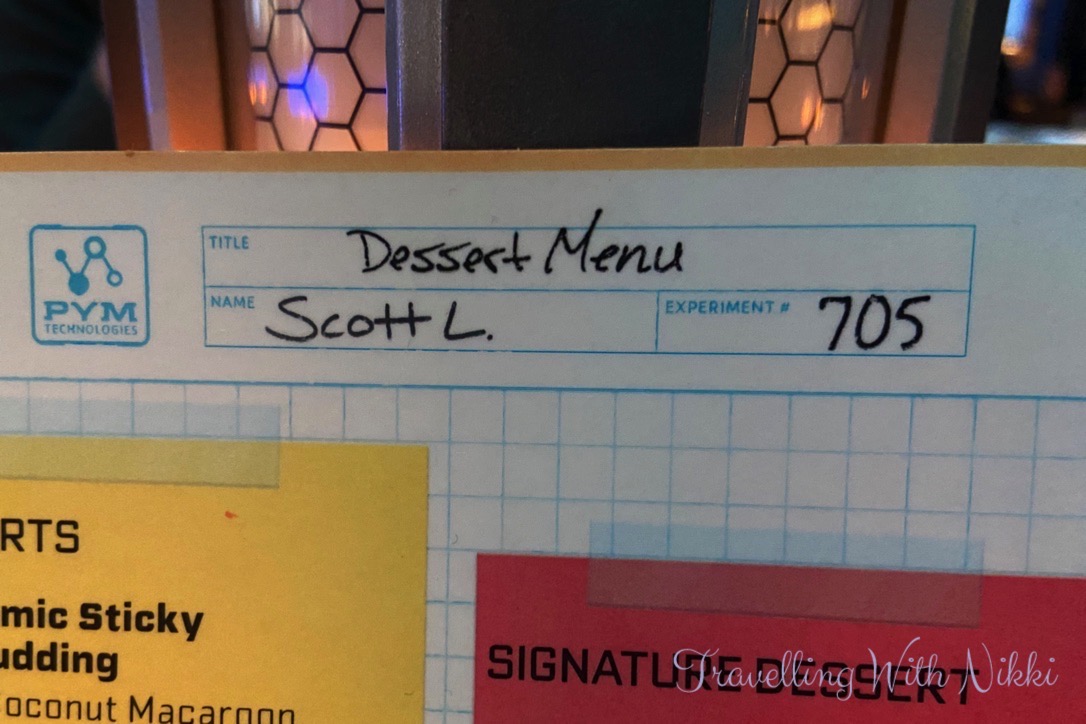 TITLE Dessert Menu
PYM
TECHNOLOGIES
NAME Scott L. EXPERIMENT # 705
RTS
mic Sticky
udding
oconut Macaroon
SIGNATURE DESSERT
Travelling With Nikki